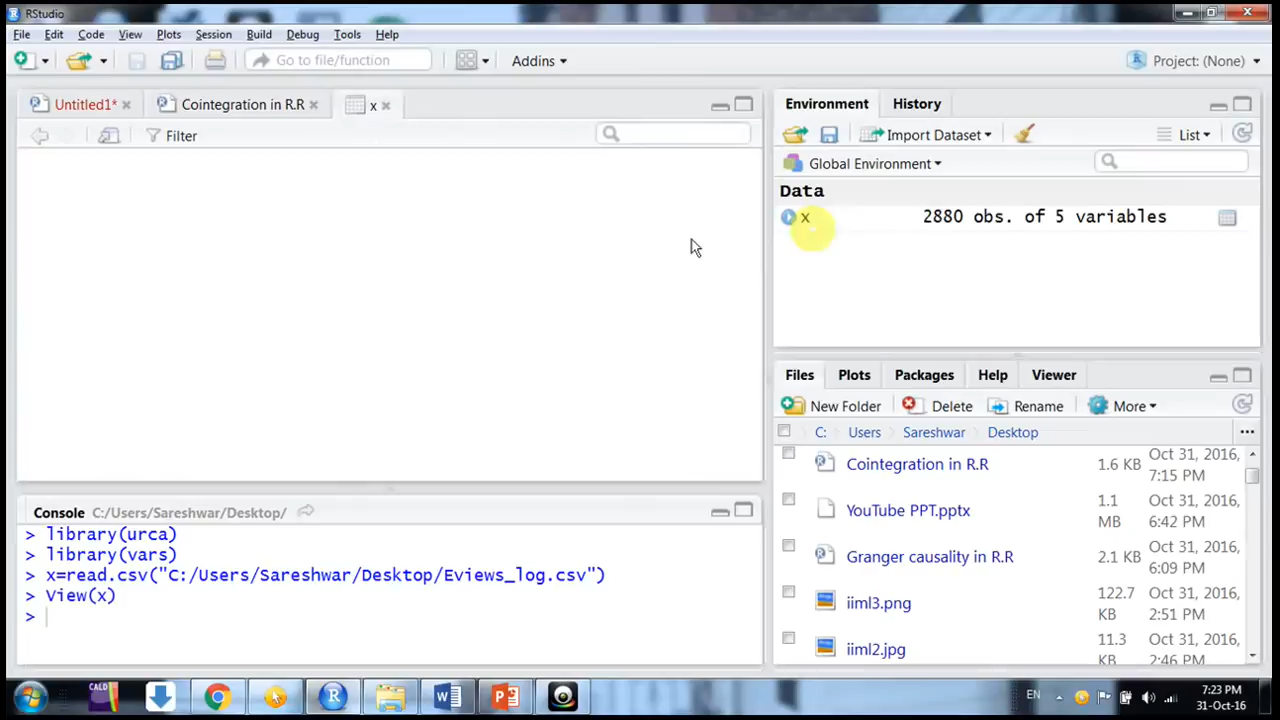 RStudio
File Edit Code View Plots Session Build Debug Tools Help
Go to file/function Addins Project: (None)
Untitled1* Cointegration in R.R x
Filter
Console C:/Users/Sareshwar/Desktop/
> library(urca)
> library(vars)
> x=read.csv("C:/Users/Sareshwar/Desktop/Eviews_log.csv")
> View(x)
>
Environment History
Import Dataset List
Global Environment
Data
x 2880 obs. of 5 variables
Files Plots Packages Help Viewer
New Folder Delete Rename More
C: Users Sareshwar Desktop ...
Cointegration in R.R 1.6 KB Oct 31, 2016, 7:15 PM
YouTube PPT.pptx 1.1 MB Oct 31, 2016, 6:42 PM
Granger causality in R.R 2.1 KB Oct 31, 2016, 6:09 PM
iiml3.png 122.7 KB Oct 31, 2016, 2:51 PM
iiml2.jpg 11.3 KB Oct 31, 2016, 2:46 PM
CALD
EN
7:23 PM
31-Oct-16